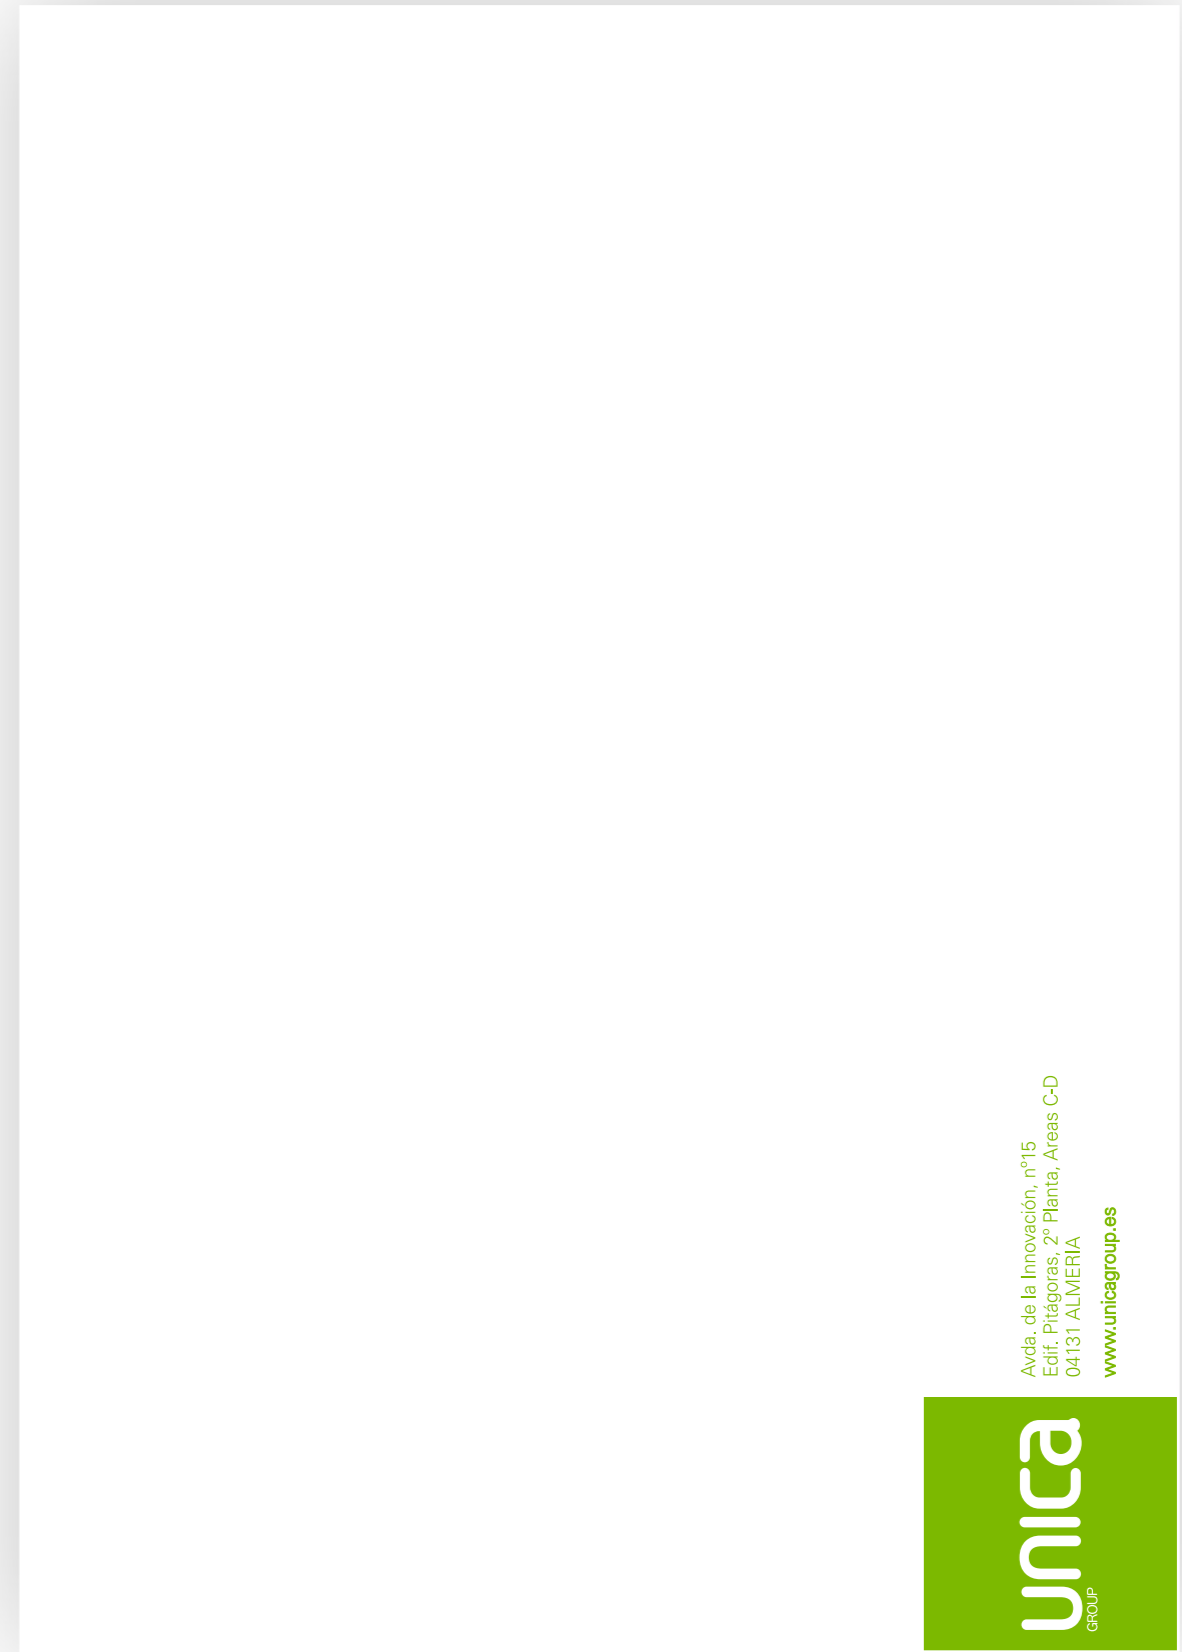 Avda. de la Innovación, nº15
Edif. Pitágoras, 2º Planta, Areas C-D
04131 ALMERIA
www.unicagroup.es
unica
GROUP